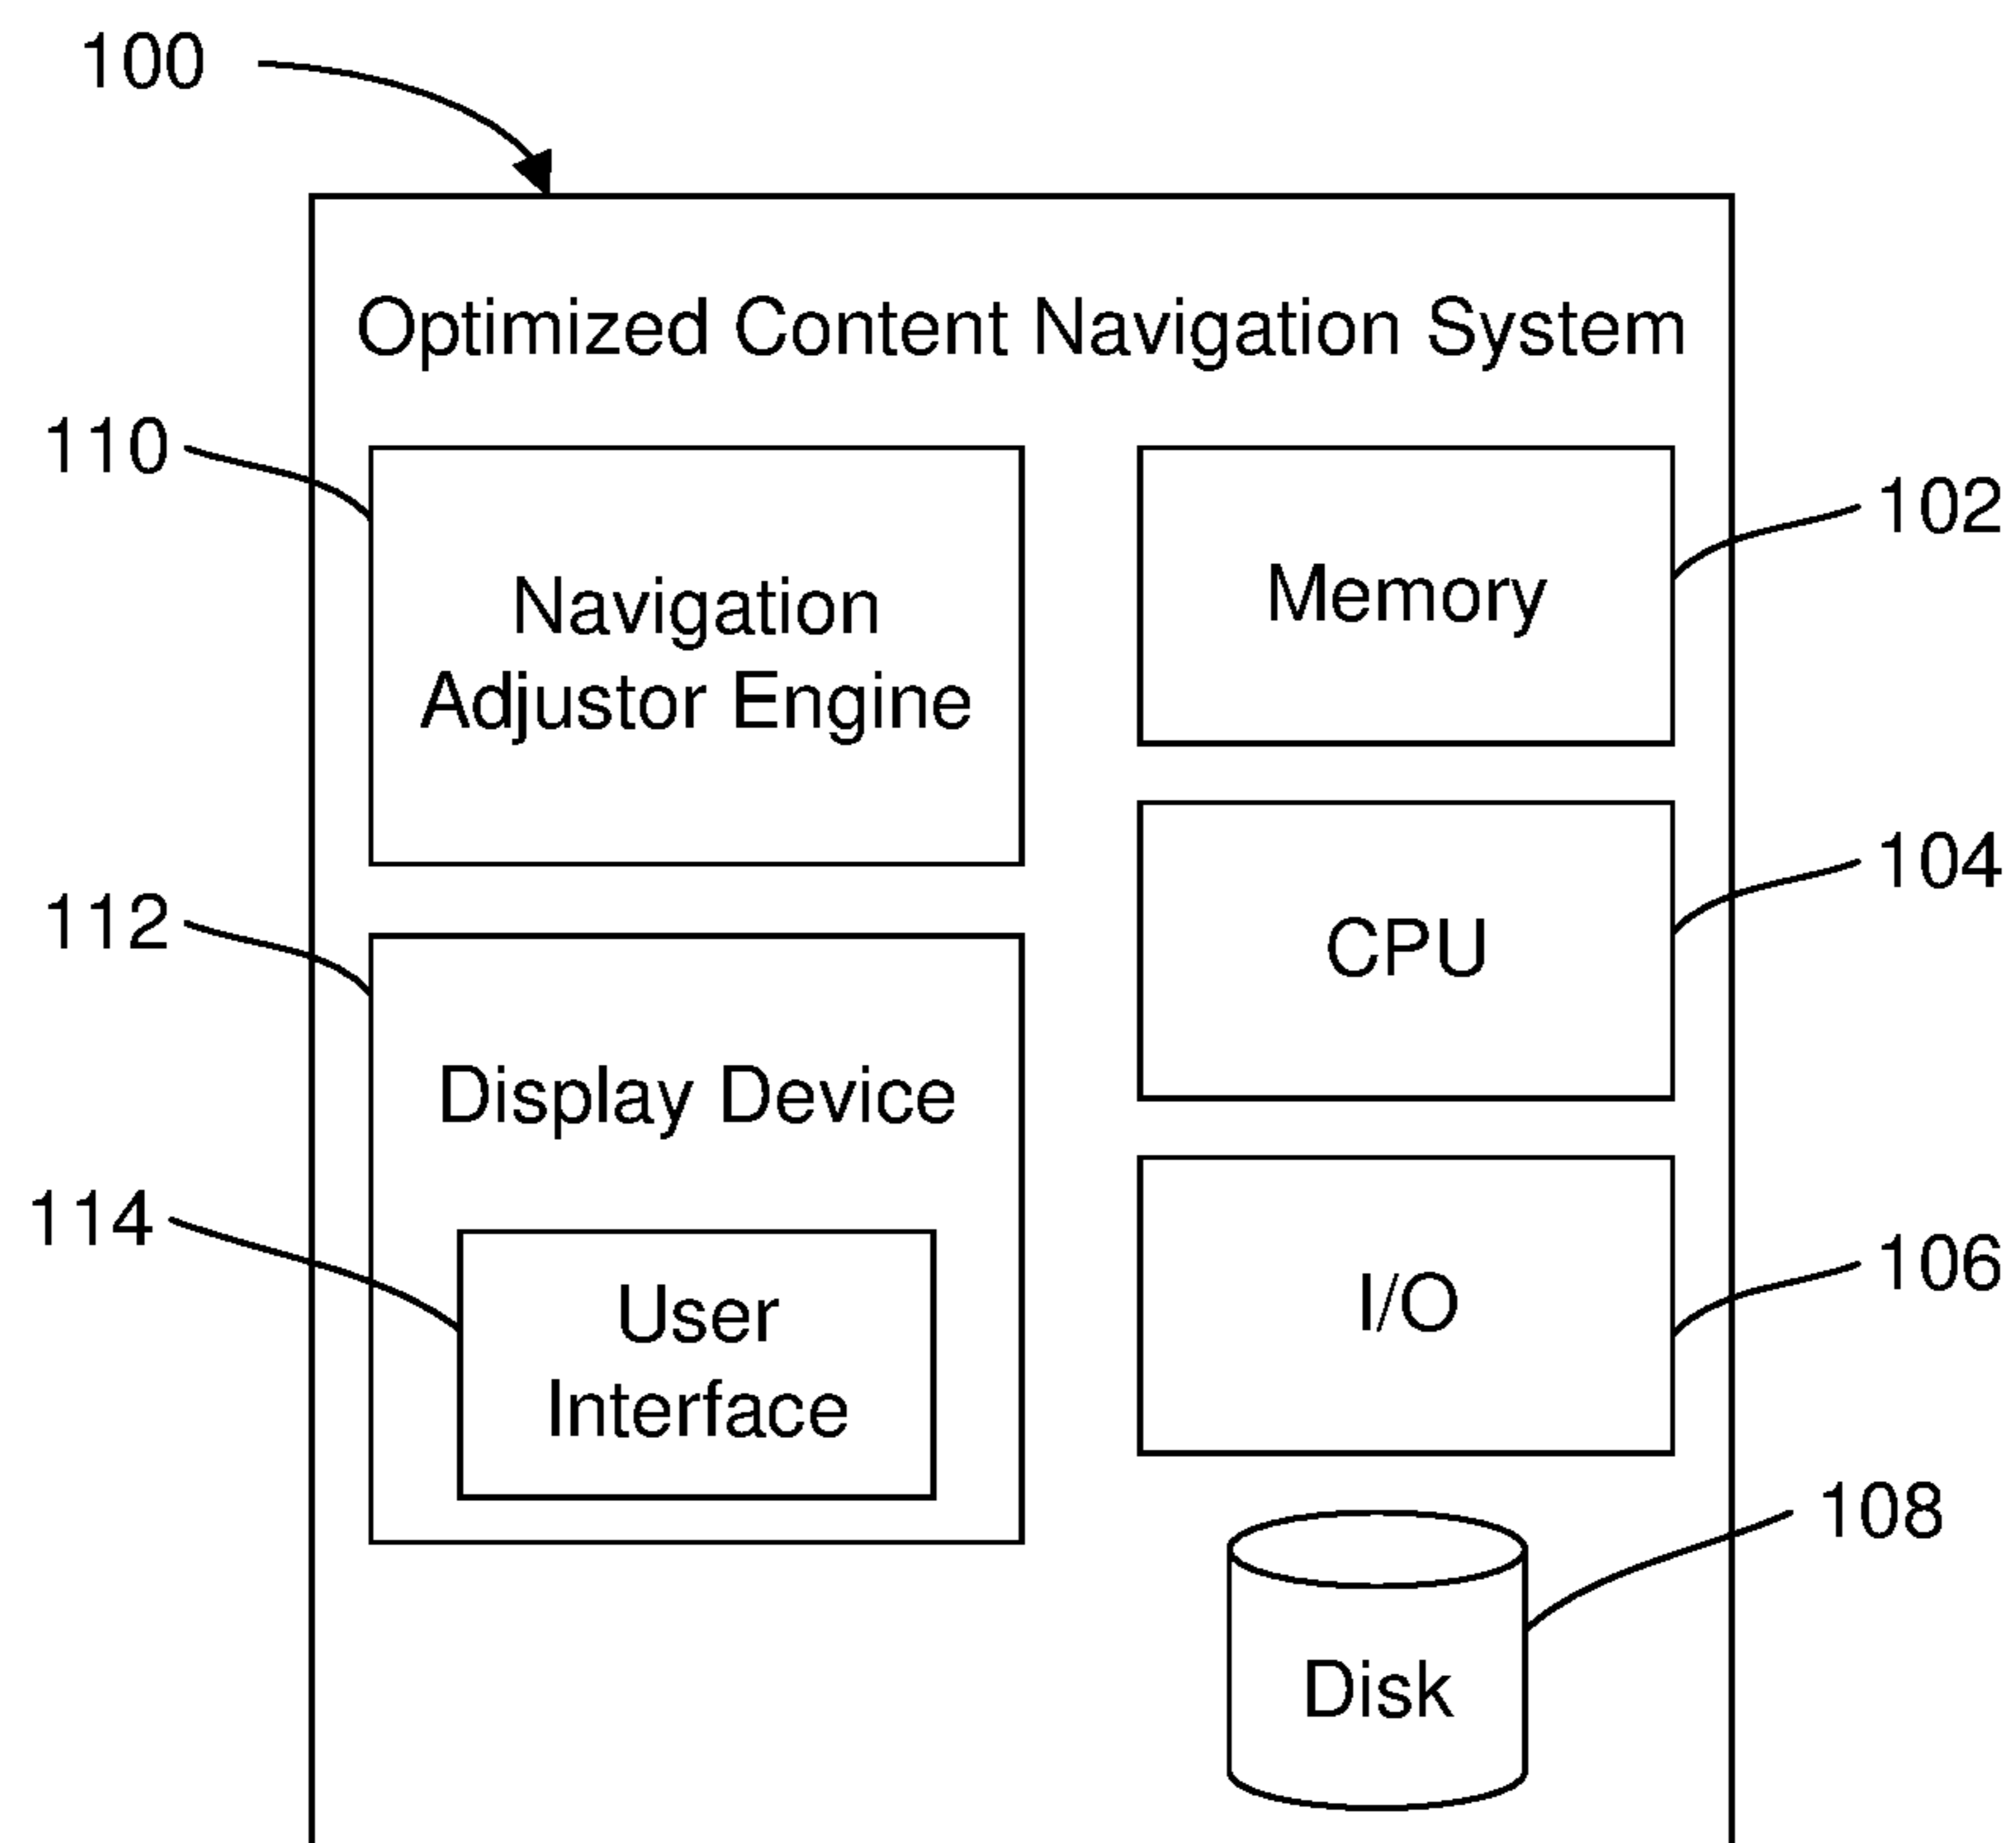 100
Optimized Content Navigation System
110
Navigation
Adjustor Engine
Memory
102
112
CPU
104
Display Device
114
User
Interface
I/O
106
Disk
108